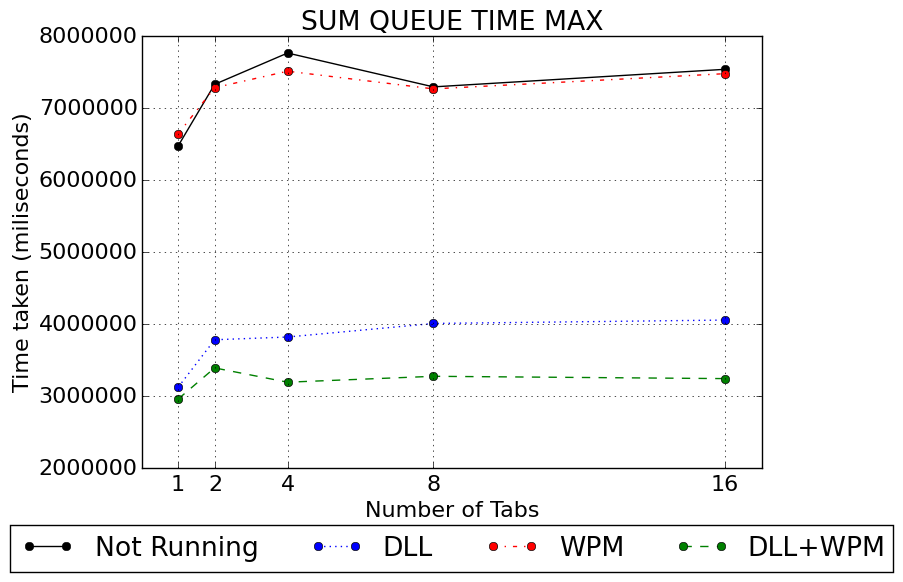 SUM QUEUE TIME MAX
Time taken (miliseconds)
8000000
7000000
6000000
5000000
4000000
3000000
2000000
1 2 4 8 16
Number of Tabs
Not Running DLL WPM DLL+WPM